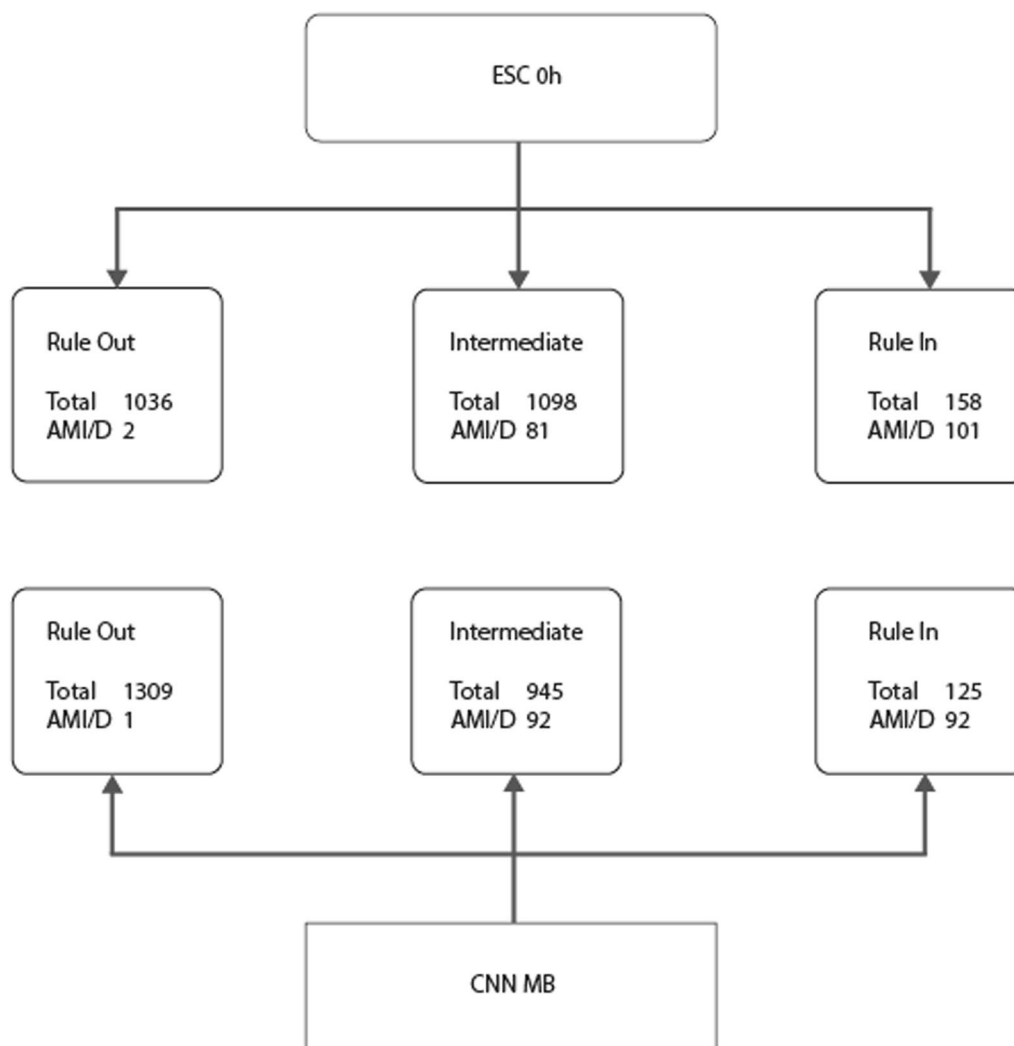 ESC 0h
Rule Out
Total 1036
AMI/D 2
Intermediate
Total 1098
AMI/D 81
Rule In
Total 158
AMI/D 101
Rule Out
Total 1309
AMI/D 1
Intermediate
Total 945
AMI/D 92
Rule In
Total 125
AMI/D 92
CNN MB